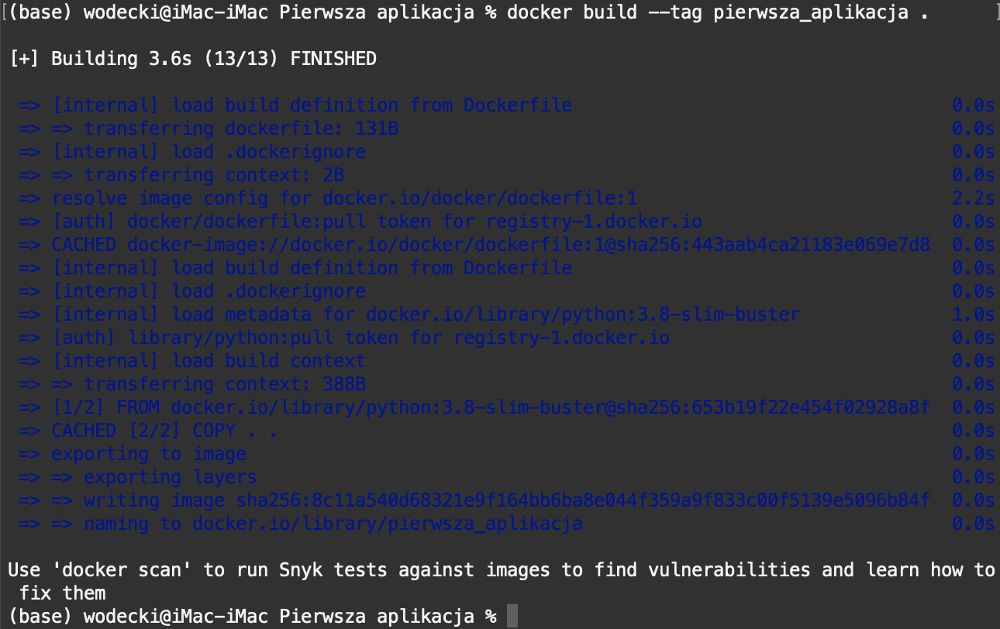 (base) wodecki@iMac-iMac Pierwsza aplikacja % docker build --tag pierwsza_aplikacja .
[+] Building 3.6s (13/13) FINISHED
=> [internal] load build definition from Dockerfile 0.0s
=> => transferring dockerfile: 131B 0.0s
=> [internal] load .dockerignore 0.0s
=> => transferring context: 2B 0.0s
=> resolve image config for docker.io/docker/dockerfile:1 2.2s
=> [auth] docker/dockerfile:pull token for registry-1.docker.io 0.0s
=> CACHED docker-image://docker.io/docker/dockerfile:1@sha256:443aab4ca21183e069e7d8 0.0s
=> [internal] load build definition from Dockerfile 0.0s
=> [internal] load .dockerignore 0.0s
=> [internal] load metadata for docker.io/library/python:3.8-slim-buster 1.0s
=> [auth] library/python:pull token for registry-1.docker.io 0.0s
=> [internal] load build context 0.0s
=> => transferring context: 388B 0.0s
=> [1/2] FROM docker.io/library/python:3.8-slim-buster@sha256:653b19f22e454f02928a8f 0.0s
=> CACHED [2/2] COPY . . 0.0s
=> exporting to image 0.0s
=> => exporting layers 0.0s
=> => writing image sha256:8c11a540d68321e9f164bb6ba8e044f359a9f833c00f5139e5096b84f 0.0s
=> => naming to docker.io/library/pierwsza_aplikacja 0.0s
Use 'docker scan' to run Snyk tests against images to find vulnerabilities and learn how to
fix them
(base) wodecki@iMac-iMac Pierwsza aplikacja %